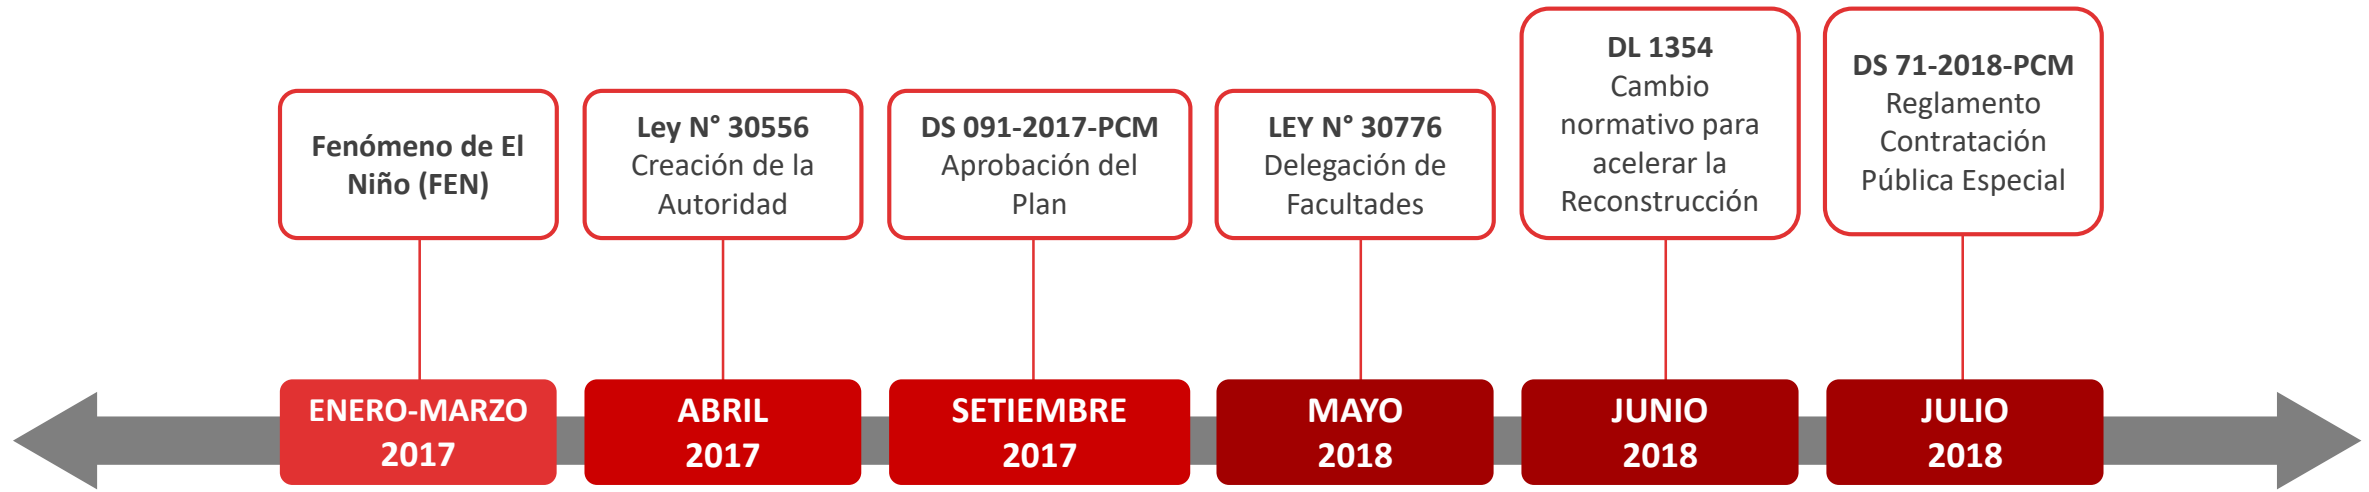 Fenómeno de El
Niño (FEN)
Ley N° 30556
Creación de la
Autoridad
DS 091-2017-PCM
Aprobación del
Plan
LEY N° 30776
Delegación de
Facultades
DL 1354
Cambio
normativo para
acelerar la
Reconstrucción
DS 71-2018-PCM
Reglamento
Contratación
Pública Especial
ENERO-MARZO
2017
ABRIL
2017
SETIEMBRE
2017
MAYO
2018
JUNIO
2018
JULIO
2018